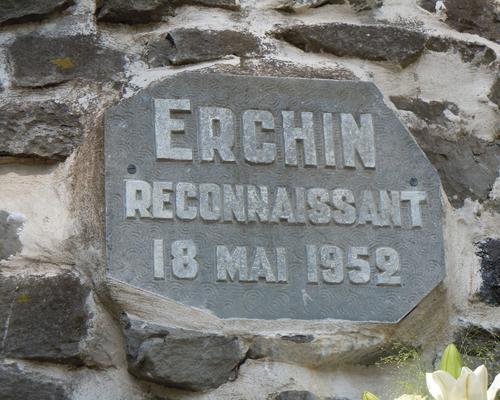 ERCHIN
RECONNAISSANT
18 MAI 1952